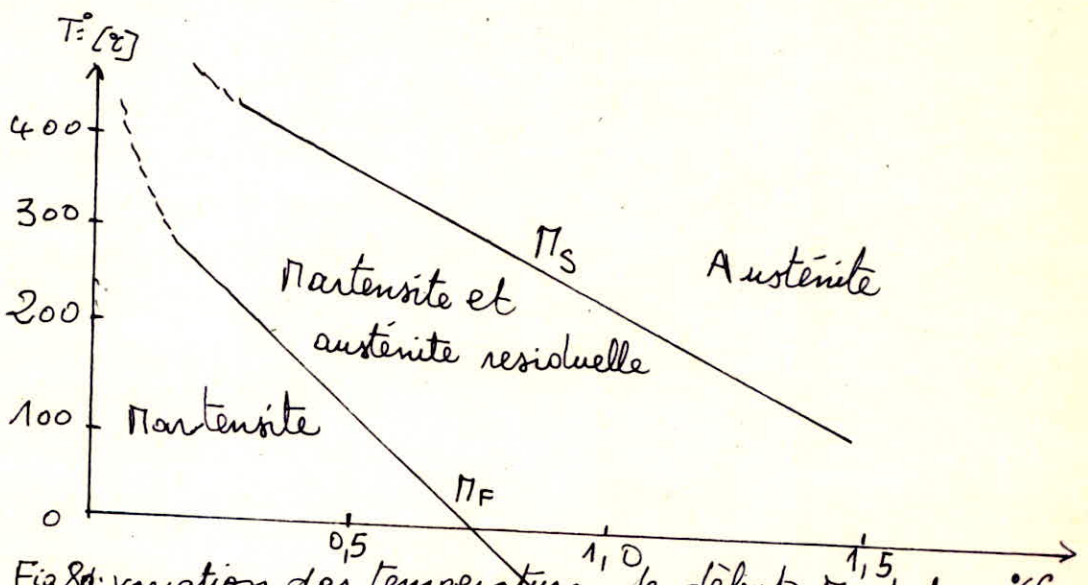 T° [°C]
400
300
200
100
0
0,5
1,0
1,5
Ms
Austénite
Martensite et
austénite residuelle
Martensite
MF
Fig 8d: variation des temperature de début
%C